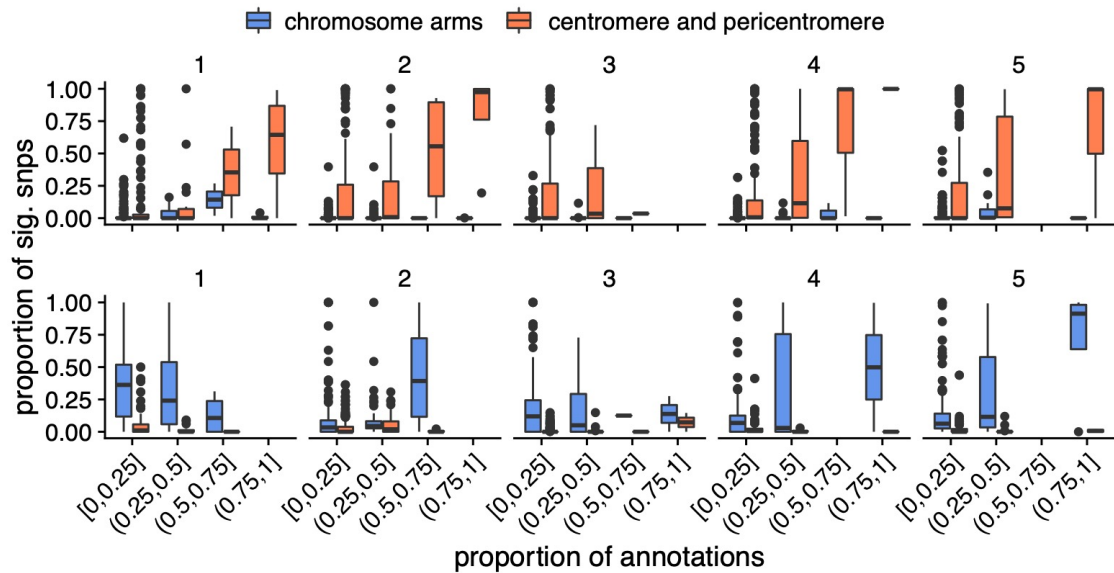 chromosome arms centromere and pericentromere
1 2 3 4 5
1.00
0.75
0.50
0.25
0.00
1 2 3 4 5
1.00
0.75
0.50
0.25
0.00
proportion of sig. snps
[0,0.25] (0.25,0.5] (0.5,0.75] (0.75,1] [0,0.25] (0.25,0.5] (0.5,0.75] (0.75,1] [0,0.25] (0.25,0.5] (0.5,0.75] (0.75,1] [0,0.25] (0.25,0.5] (0.5,0.75] (0.75,1] [0,0.25] (0.25,0.5] (0.5,0.75] (0.75,1]
proportion of annotations